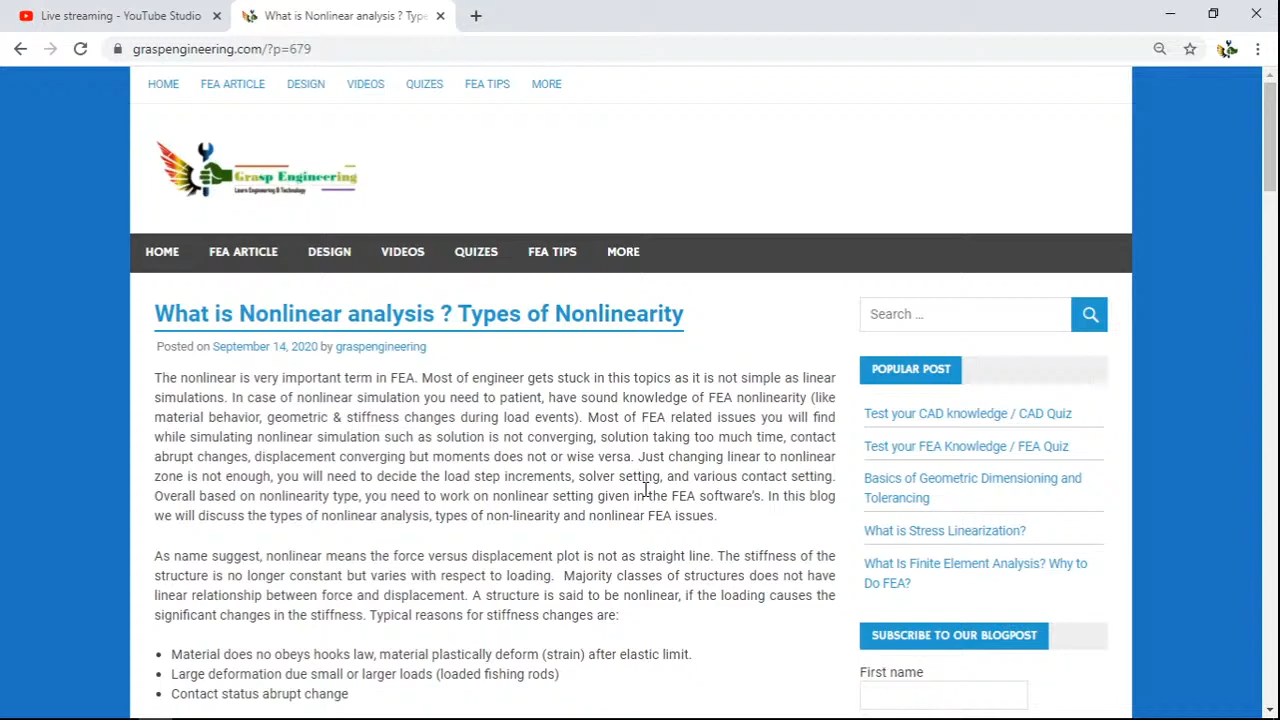 Live streaming - YouTube Studio
What is Nonlinear analysis ? Type
graspengineering.com/?p=679
HOME FEA ARTICLE DESIGN VIDEOS QUIZES FEA TIPS MORE
Grasp Engineering
Learn Engineering & Technology
HOME FEA ARTICLE DESIGN VIDEOS QUIZES FEA TIPS MORE
What is Nonlinear analysis ? Types of Nonlinearity
Posted on September 14, 2020 by graspengineering
The nonlinear is very important term in FEA. Most of engineer gets stuck in this topics as it is not simple as linear
simulations. In case of nonlinear simulation you need to patient, have sound knowledge of FEA nonlinearity (like
material behavior, geometric & stiffness changes during load events). Most of FEA related issues you will find
while simulating nonlinear simulation such as solution is not converging, solution taking too much time, contact
abrupt changes, displacement converging but moments does not or wise versa. Just changing linear to nonlinear
zone is not enough, you will need to decide the load step increments, solver setting, and various contact setting.
Overall based on nonlinearity type, you need to work on nonlinear setting given in the FEA software's. In this blog
we will discuss the types of nonlinear analysis, types of non-linearity and nonlinear FEA issues.
As name suggest, nonlinear means the force versus displacement plot is not as straight line. The stiffness of the
structure is no longer constant but varies with respect to loading. Majority classes of structures does not have
linear relationship between force and displacement. A structure is said to be nonlinear, if the loading causes the
significant changes in the stiffness. Typical reasons for stiffness changes are:
• Material does no obeys hooks law, material plastically deform (strain) after elastic limit.
• Large deformation due small or larger loads (loaded fishing rods)
• Contact status abrupt change
Search …
POPULAR POST
Test your CAD knowledge / CAD Quiz
Test your FEA Knowledge / FEA Quiz
Basics of Geometric Dimensioning and
Tolerancing
What is Stress Linearization?
What Is Finite Element Analysis? Why to
Do FEA?
SUBSCRIBE TO OUR BLOGPOST
First name